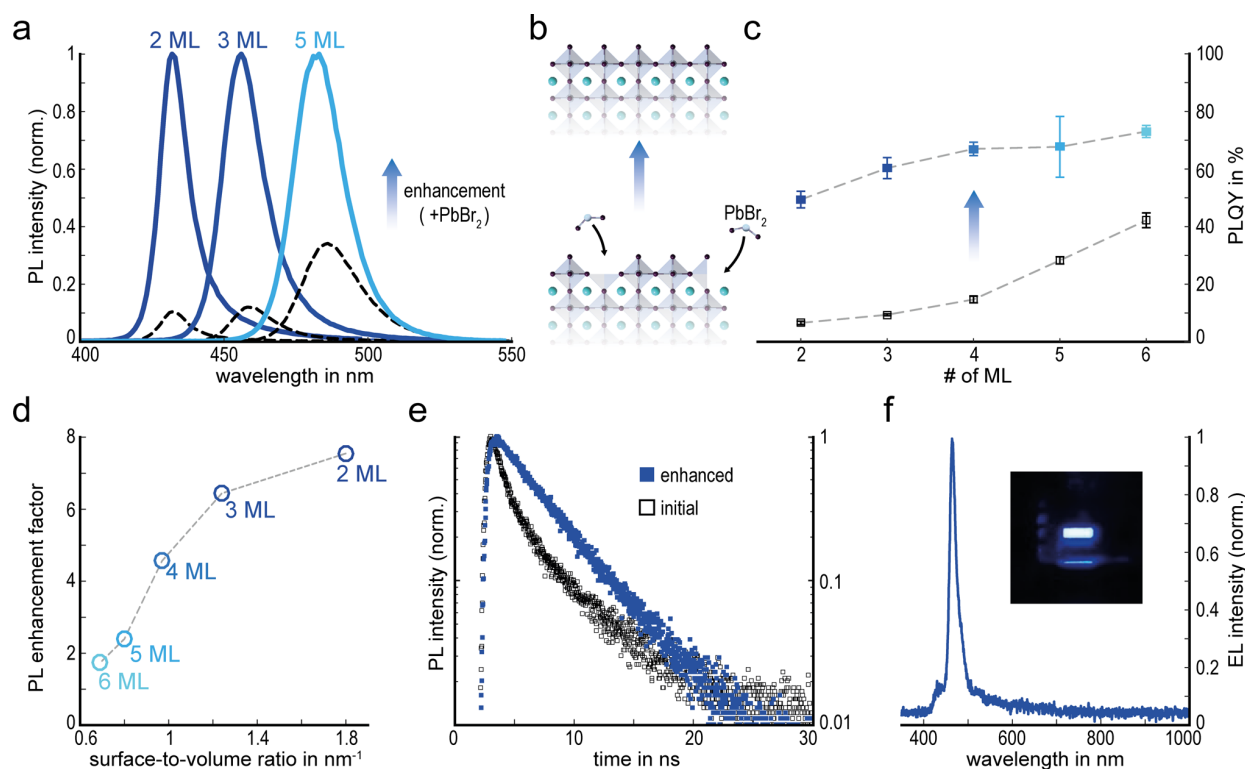 a
2 ML 3 ML 5 ML
1
0.8
0.6
0.4
0.2
0
PL intensity (norm.)
enhancement
( +PbBr2)
400 450 500 550
wavelength in nm
b
PbBr2
c
100
80
60
40
20
0
PLQY in %
2 3 4 5 6
# of ML
d
8
6
4
2
0
PL enhancement factor
2 ML
3 ML
4 ML
5 ML
6 ML
0.6 1 1.4 1.8
surface-to-volume ratio in nm-1
e
PL intensity (norm.)
enhanced
initial
1
0.1
0.01
0 10 20 30
time in ns
f
1
0.8
0.6
0.4
0.2
0
EL intensity (norm.)
400 600 800 1000
wavelength in nm